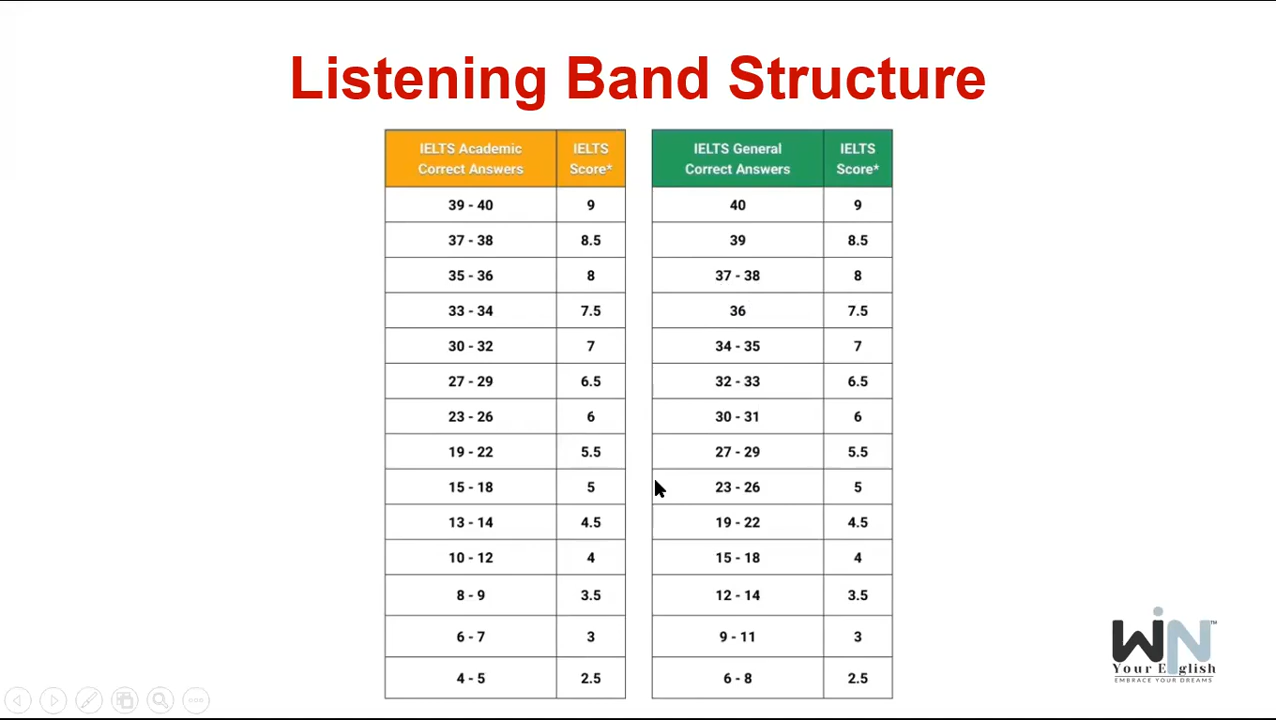 Listening Band Structure
IELTS Academic Correct Answers IELTS Score*
39 - 40 9
37 - 38 8.5
35 - 36 8
33 - 34 7.5
30 - 32 7
27 - 29 6.5
23 - 26 6
19 - 22 5.5
15 - 18 5
13 - 14 4.5
10 - 12 4
8 - 9 3.5
6 - 7 3
4 - 5 2.5
IELTS General Correct Answers IELTS Score*
40 9
39 8.5
37 - 38 8
36 7.5
34 - 35 7
32 - 33 6.5
30 - 31 6
27 - 29 5.5
23 - 26 5
19 - 22 4.5
15 - 18 4
12 - 14 3.5
9 - 11 3
6 - 8 2.5
WiN™
Your English
EMBRACE YOUR DREAMS